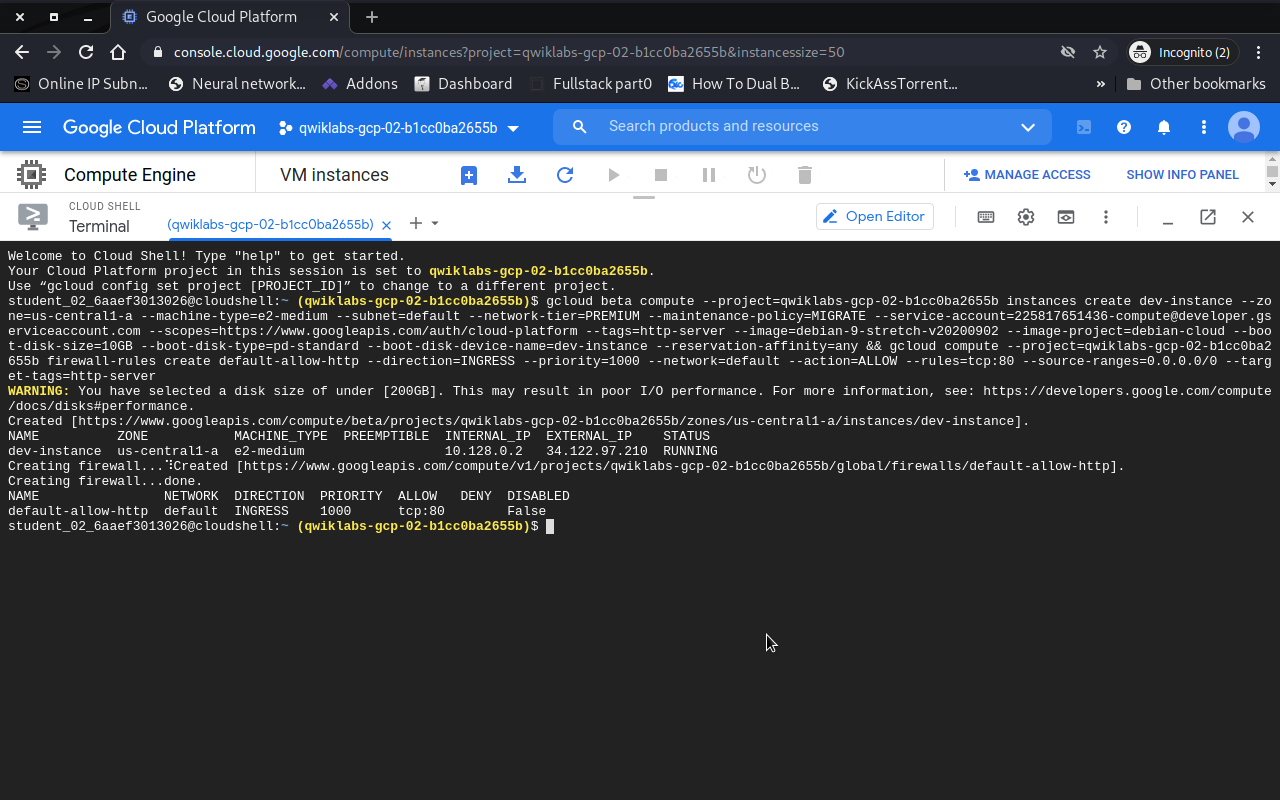 Google Cloud Platform
console.cloud.google.com/compute/instances?project=qwiklabs-gcp-02-b1cc0ba2655b&instancessize=50
Incognito (2)
Online IP Subn...
Neural network...
Addons
Dashboard
Fullstack part0
How To Dual B...
KickAssTorrent...
»
Other bookmarks
Google Cloud Platform
qwiklabs-gcp-02-b1cc0ba2655b
Search products and resources
Compute Engine
VM instances
MANAGE ACCESS
SHOW INFO PANEL
CLOUD SHELL
Terminal
(qwiklabs-gcp-02-b1cc0ba2655b)
Open Editor
Welcome to Cloud Shell! Type "help" to get started.
Your Cloud Platform project in this session is set to qwiklabs-gcp-02-b1cc0ba2655b.
Use “gcloud config set project [PROJECT_ID]” to change to a different project.
student_02_6aaef3013026@cloudshell:~ (qwiklabs-gcp-02-b1cc0ba2655b)$ gcloud beta compute --project=qwiklabs-gcp-02-b1cc0ba2655b instances create dev-instance --zo
ne=us-central1-a --machine-type=e2-medium --subnet=default --network-tier=PREMIUM --maintenance-policy=MIGRATE --service-account=225817651436-compute@developer.gs
erviceaccount.com --scopes=https://www.googleapis.com/auth/cloud-platform --tags=http-server --image=debian-9-stretch-v20200902 --image-project=debian-cloud --boo
t-disk-size=10GB --boot-disk-type=pd-standard --boot-disk-device-name=dev-instance --reservation-affinity=any && gcloud compute --project=qwiklabs-gcp-02-b1cc0ba2
655b firewall-rules create default-allow-http --direction=INGRESS --priority=1000 --network=default --action=ALLOW --rules=tcp:80 --source-ranges=0.0.0.0/0 --targ
et-tags=http-server
WARNING: You have selected a disk size of under [200GB]. This may result in poor I/O performance. For more information, see: https://developers.google.com/compute
/docs/disks#performance.
Created [https://www.googleapis.com/compute/beta/projects/qwiklabs-gcp-02-b1cc0ba2655b/zones/us-central1-a/instances/dev-instance].
NAME          ZONE           MACHINE_TYPE  PREEMPTIBLE  INTERNAL_IP  EXTERNAL_IP    STATUS
dev-instance  us-central1-a  e2-medium                  10.128.0.2   34.122.97.210  RUNNING
Creating firewall...⠹Created [https://www.googleapis.com/compute/v1/projects/qwiklabs-gcp-02-b1cc0ba2655b/global/firewalls/default-allow-http].
Creating firewall...done.
NAME                NETWORK  DIRECTION  PRIORITY  ALLOW   DENY  DISABLED
default-allow-http  default  INGRESS    1000      tcp:80        False
student_02_6aaef3013026@cloudshell:~ (qwiklabs-gcp-02-b1cc0ba2655b)$